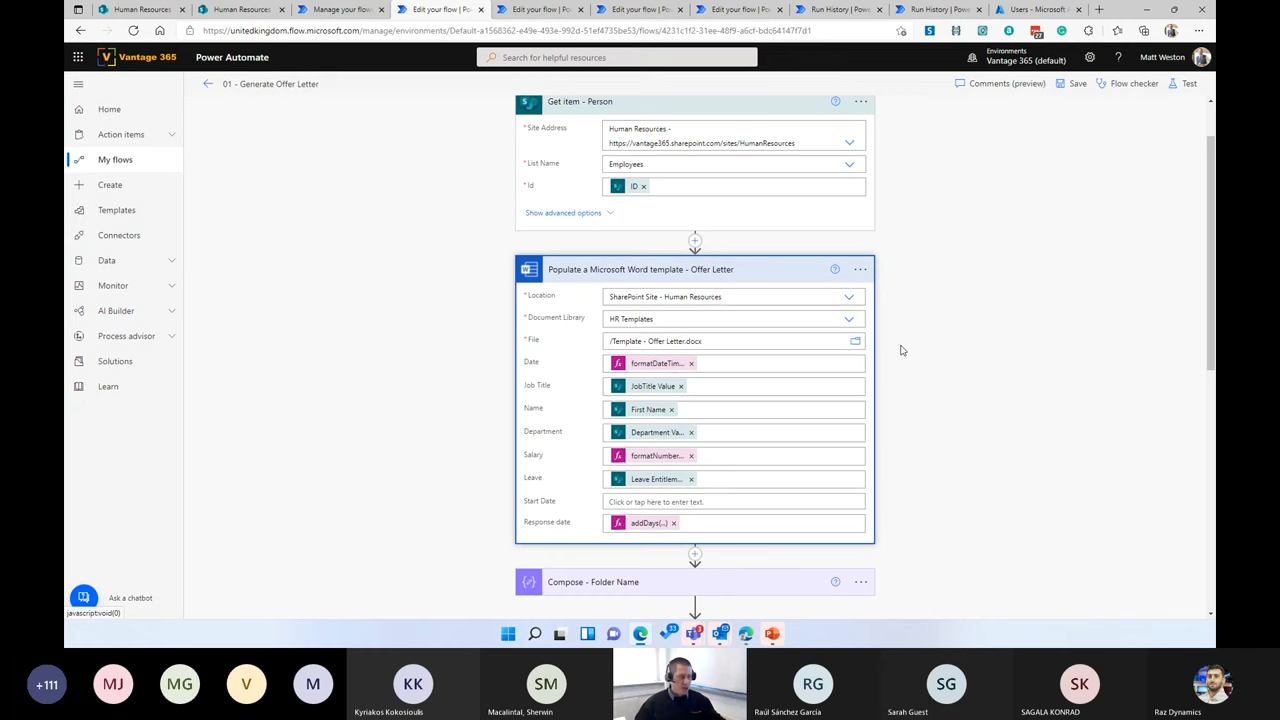 Human Resources
Human Resources
Manage your flow
Edit your flow | Po
Edit your flow | Po
Edit your flow | Po
Edit your flow | Po
Run History | Pow
Run History | Pow
Users - Microsoft A
https://unitedkingdom.flow.microsoft.com/manage/environments/Default-a1568362-e49e-493e-992d-51ef4735be53/flows/4231c1f2-31ee-48f9-a6cf-bdc64147f7d1
27
Vantage 365
Power Automate
Search for helpful resources
Environments
Vantage 365 (default)
Matt Weston
01 - Generate Offer Letter
Comments (preview)
Save
Flow checker
Test
Home
Action items
My flows
Create
Templates
Connectors
Data
Monitor
AI Builder
Process advisor
Solutions
Learn
Ask a chatbot
javascript:void(0)
Get item - Person
* Site Address
Human Resources -
https://vantage365.sharepoint.com/sites/HumanResources
* List Name
Employees
* Id
ID ×
Show advanced options
Populate a Microsoft Word template - Offer Letter
* Location
SharePoint Site - Human Resources
* Document Library
HR Templates
* File
/Template - Offer Letter.docx
Date
formatDateTim... ×
Job Title
JobTitle Value ×
Name
First Name ×
Department
Department Va... ×
Salary
formatNumber... ×
Leave
Leave Entitlem... ×
Start Date
Click or tap here to enter text.
Response date
addDays(...) ×
Compose - Folder Name
33
+111
MJ
MG
V
M
KK
Kyriakos Kokosioulis
SM
Macalintal, Sherwin
RG
Raúl Sánchez García
SG
Sarah Guest
SK
SAGALA KONRAD
Raz Dynamics